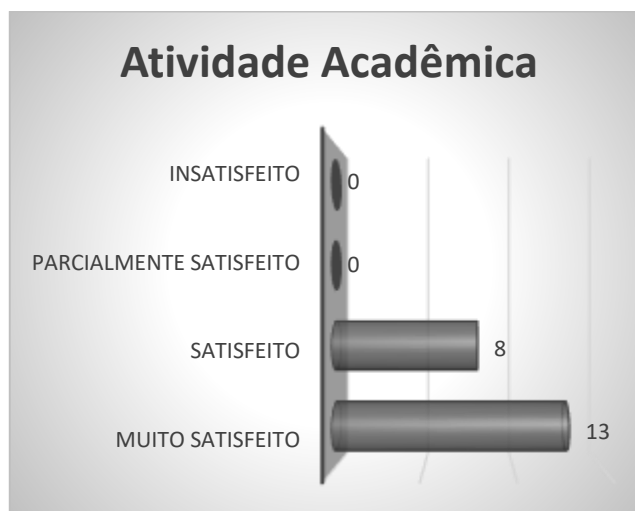 Atividade Acadêmica
INSATISFEITO 0
PARCIALMENTE SATISFEITO 0
SATISFEITO 8
MUITO SATISFEITO 13